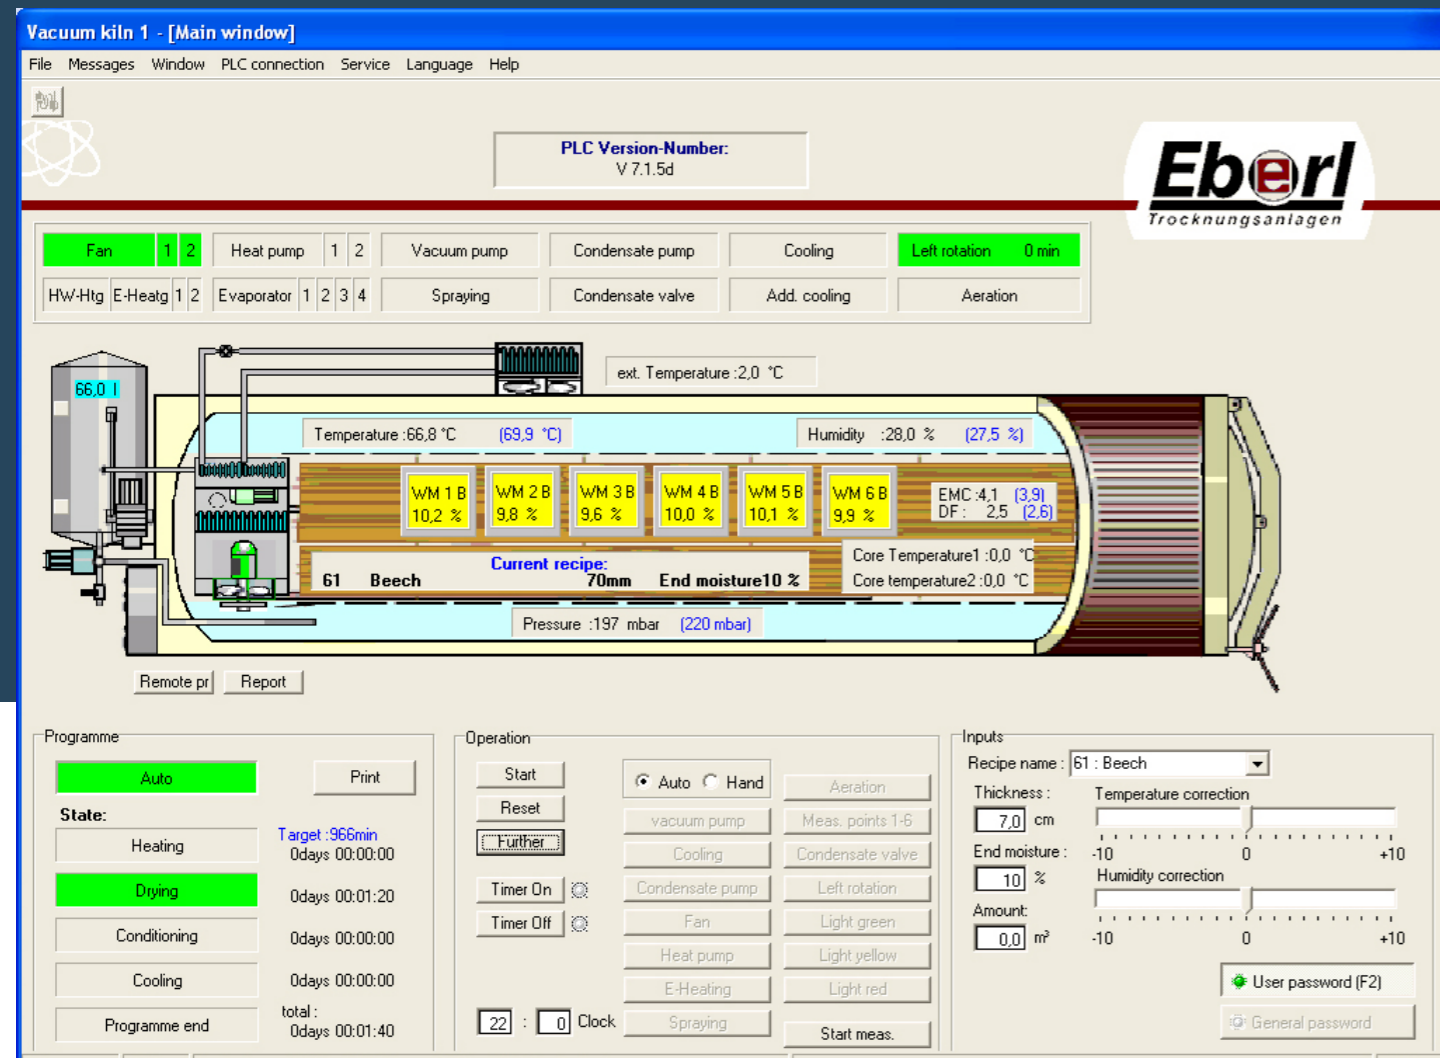 Vacuum kiln 1 - [Main window]
File Messages Window PLC connection Service Language Help
PLC Version-Number:
V 7.1.5d
Eberl
Trocknungsanlagen
Fan 1 2 Heat pump 1 2 Vacuum pump Condensate pump Cooling Left rotation 0 min
HW-Htg E-Heatg 1 2 Evaporator 1 2 3 4 Spraying Condensate valve Add. cooling Aeration
66,0 l
ext. Temperature :2,0 °C
Temperature :66,8 °C (69,9 °C) Humidity :28,0 % (27,5 %)
WM 1 B WM 2 B WM 3 B WM 4 B WM 5 B WM 6 B
10,2 % 9,8 % 9,6 % 10,0 % 10,1 % 9,9 %
EMC :4,1 (3,9)
DF : 2,5 (2,6)
Current recipe:
61 Beech 70mm End moisture10 %
Core Temperature1 :0,0 °C
Core temperature2 :0,0 °C
Pressure :197 mbar (220 mbar)
Remote pr Report
Programme
Auto Print
State:
Heating
Target :966min
0days 00:00:00
Drying 0days 00:01:20
Conditioning 0days 00:00:00
Cooling 0days 00:00:00
Programme end
total :
0days 00:01:40
Operation
Start
Reset
Further
Timer On
Timer Off
22 : 0 Clock
Auto Hand
vacuum pump
Cooling
Condensate pump
Fan
Heat pump
E-Heating
Spraying
Aeration
Meas. points 1-6
Condensate valve
Left rotation
Light green
Light yellow
Light red
Start meas.
Inputs
Recipe name : 61 : Beech
Thickness :
7,0 cm
End moisture :
10 %
Amount:
0,0 m³
Temperature correction
-10 0 +10
Humidity correction
-10 0 +10
User password (F2)
General password